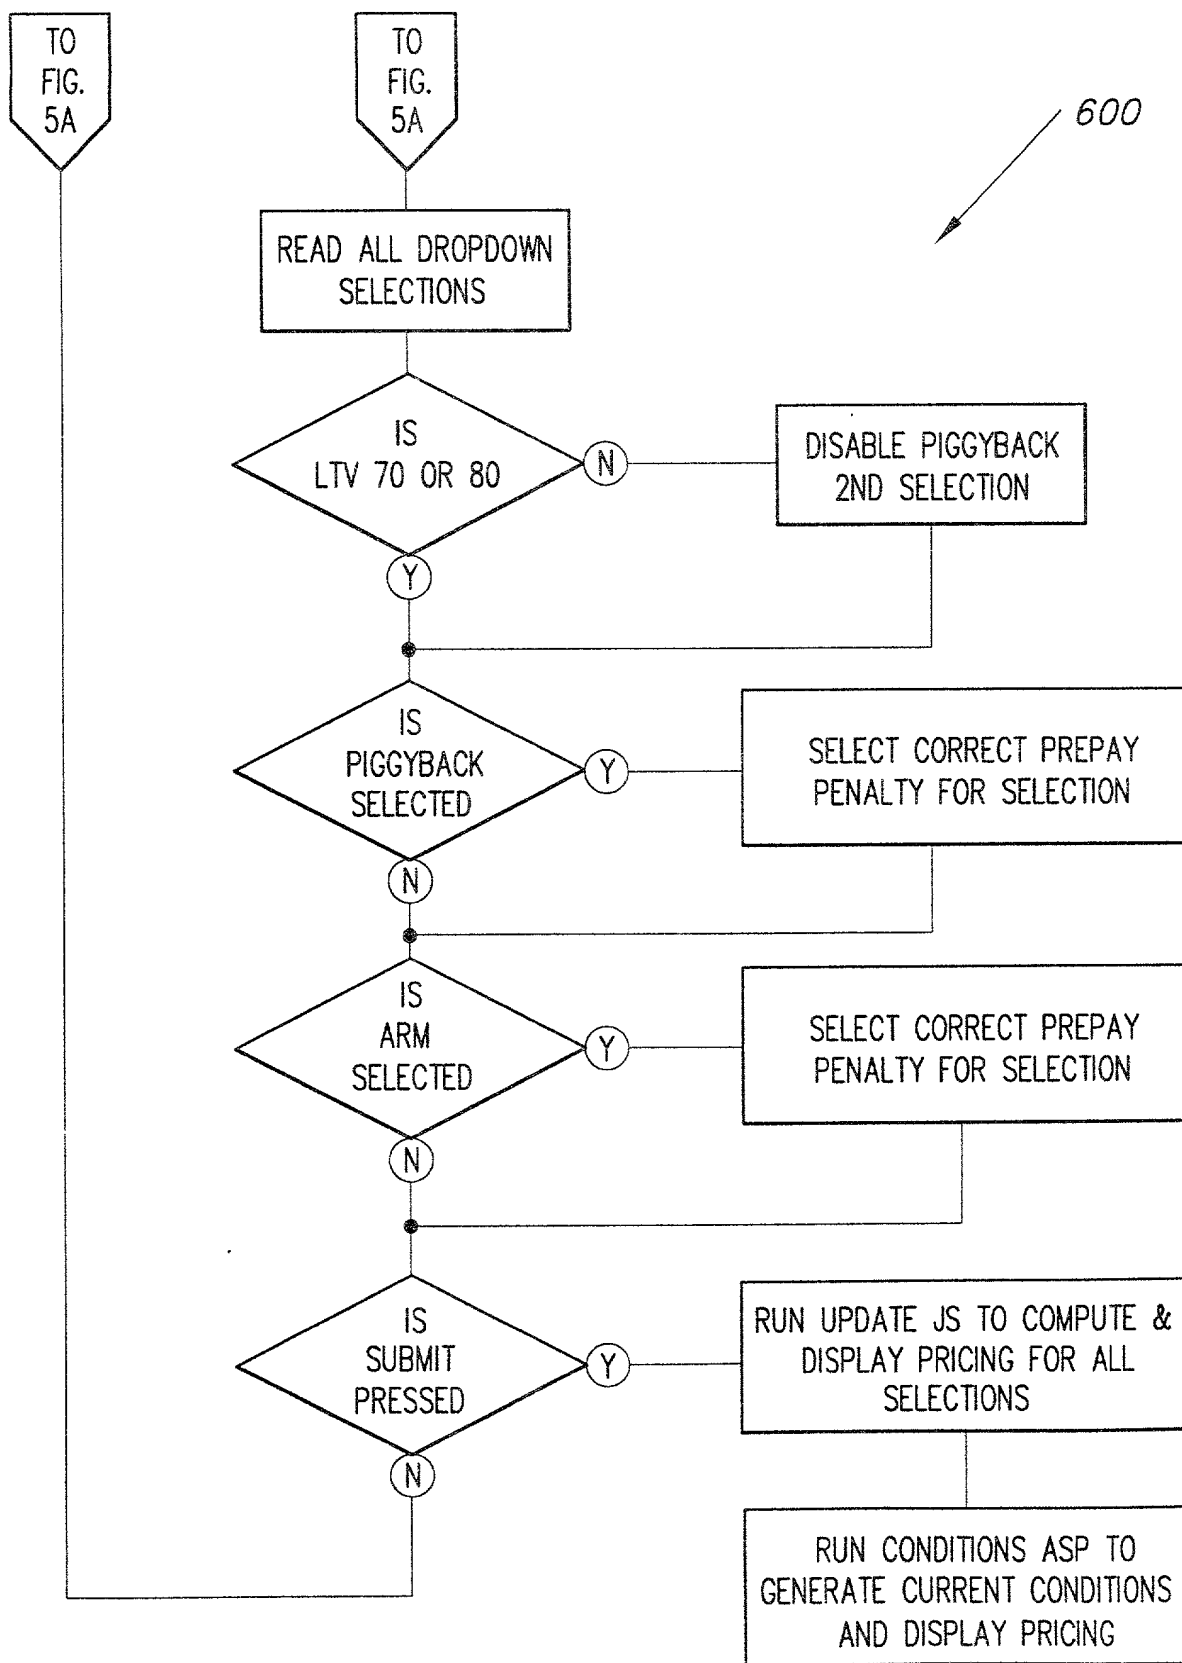 TO
FIG.
5A
TO
FIG.
5A
600
READ ALL DROPDOWN
SELECTIONS
IS
LTV 70 OR 80
N
DISABLE PIGGYBACK
2ND SELECTION
Y
IS
PIGGYBACK
SELECTED
Y
SELECT CORRECT PREPAY
PENALTY FOR SELECTION
N
IS
ARM
SELECTED
Y
SELECT CORRECT PREPAY
PENALTY FOR SELECTION
N
IS
SUBMIT
PRESSED
Y
RUN UPDATE JS TO COMPUTE &
DISPLAY PRICING FOR ALL
SELECTIONS
N
RUN CONDITIONS ASP TO
GENERATE CURRENT CONDITIONS
AND DISPLAY PRICING